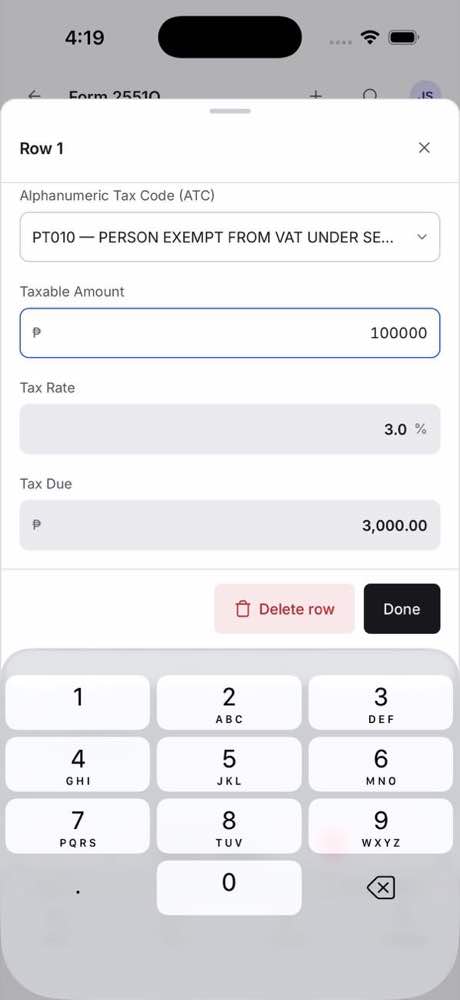 4:19
Form 2551Q
JS
Row 1
Alphanumeric Tax Code (ATC)
PT010 — PERSON EXEMPT FROM VAT UNDER SE...
Taxable Amount
₱ 100000
Tax Rate
3.0 %
Tax Due
₱ 3,000.00
Delete row
Done
1
2 ABC
3 DEF
4 GHI
5 JKL
6 MNO
7 PQRS
8 TUV
9 WXYZ
.
0